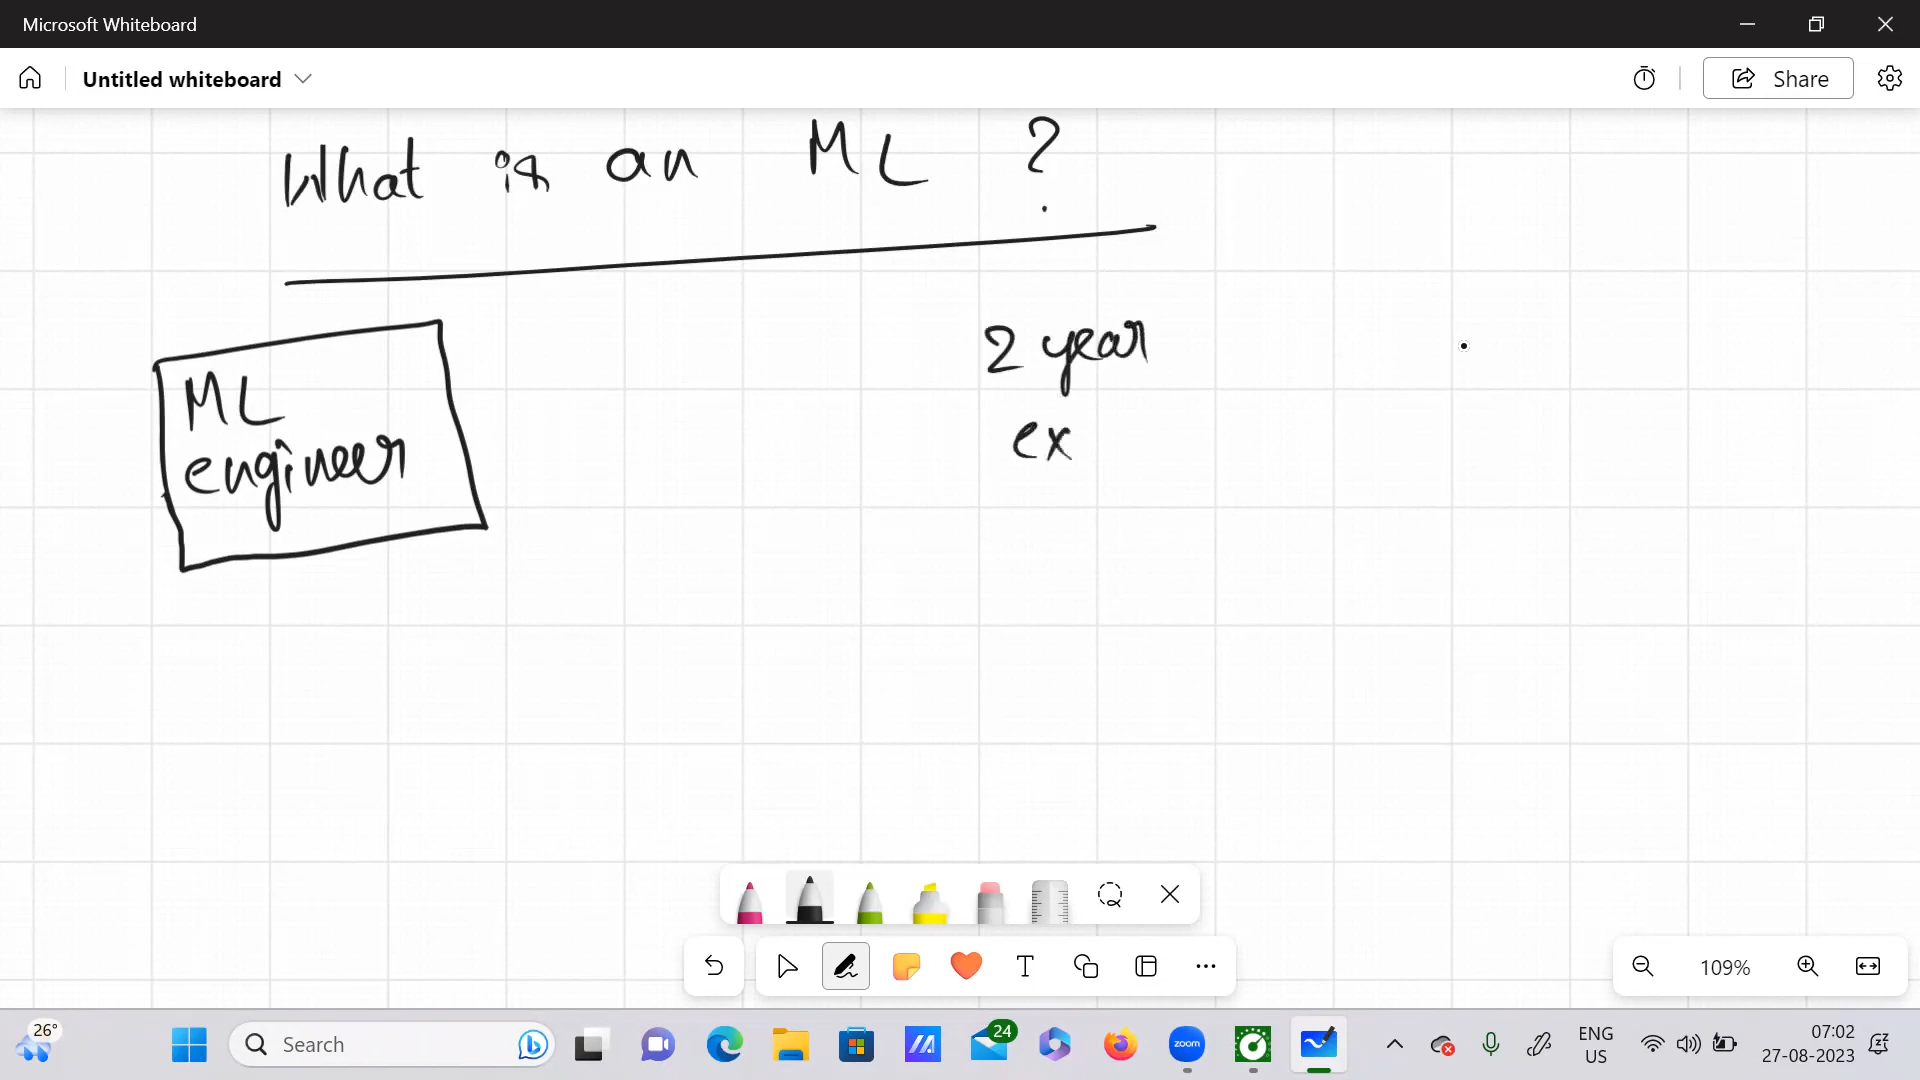 Microsoft Whiteboard
Untitled whiteboard
Share
What is an ML ?
2 year
ex
ML
engineer
109%
26°
Search
24
zoom
ENG
US
07:02
27-08-2023